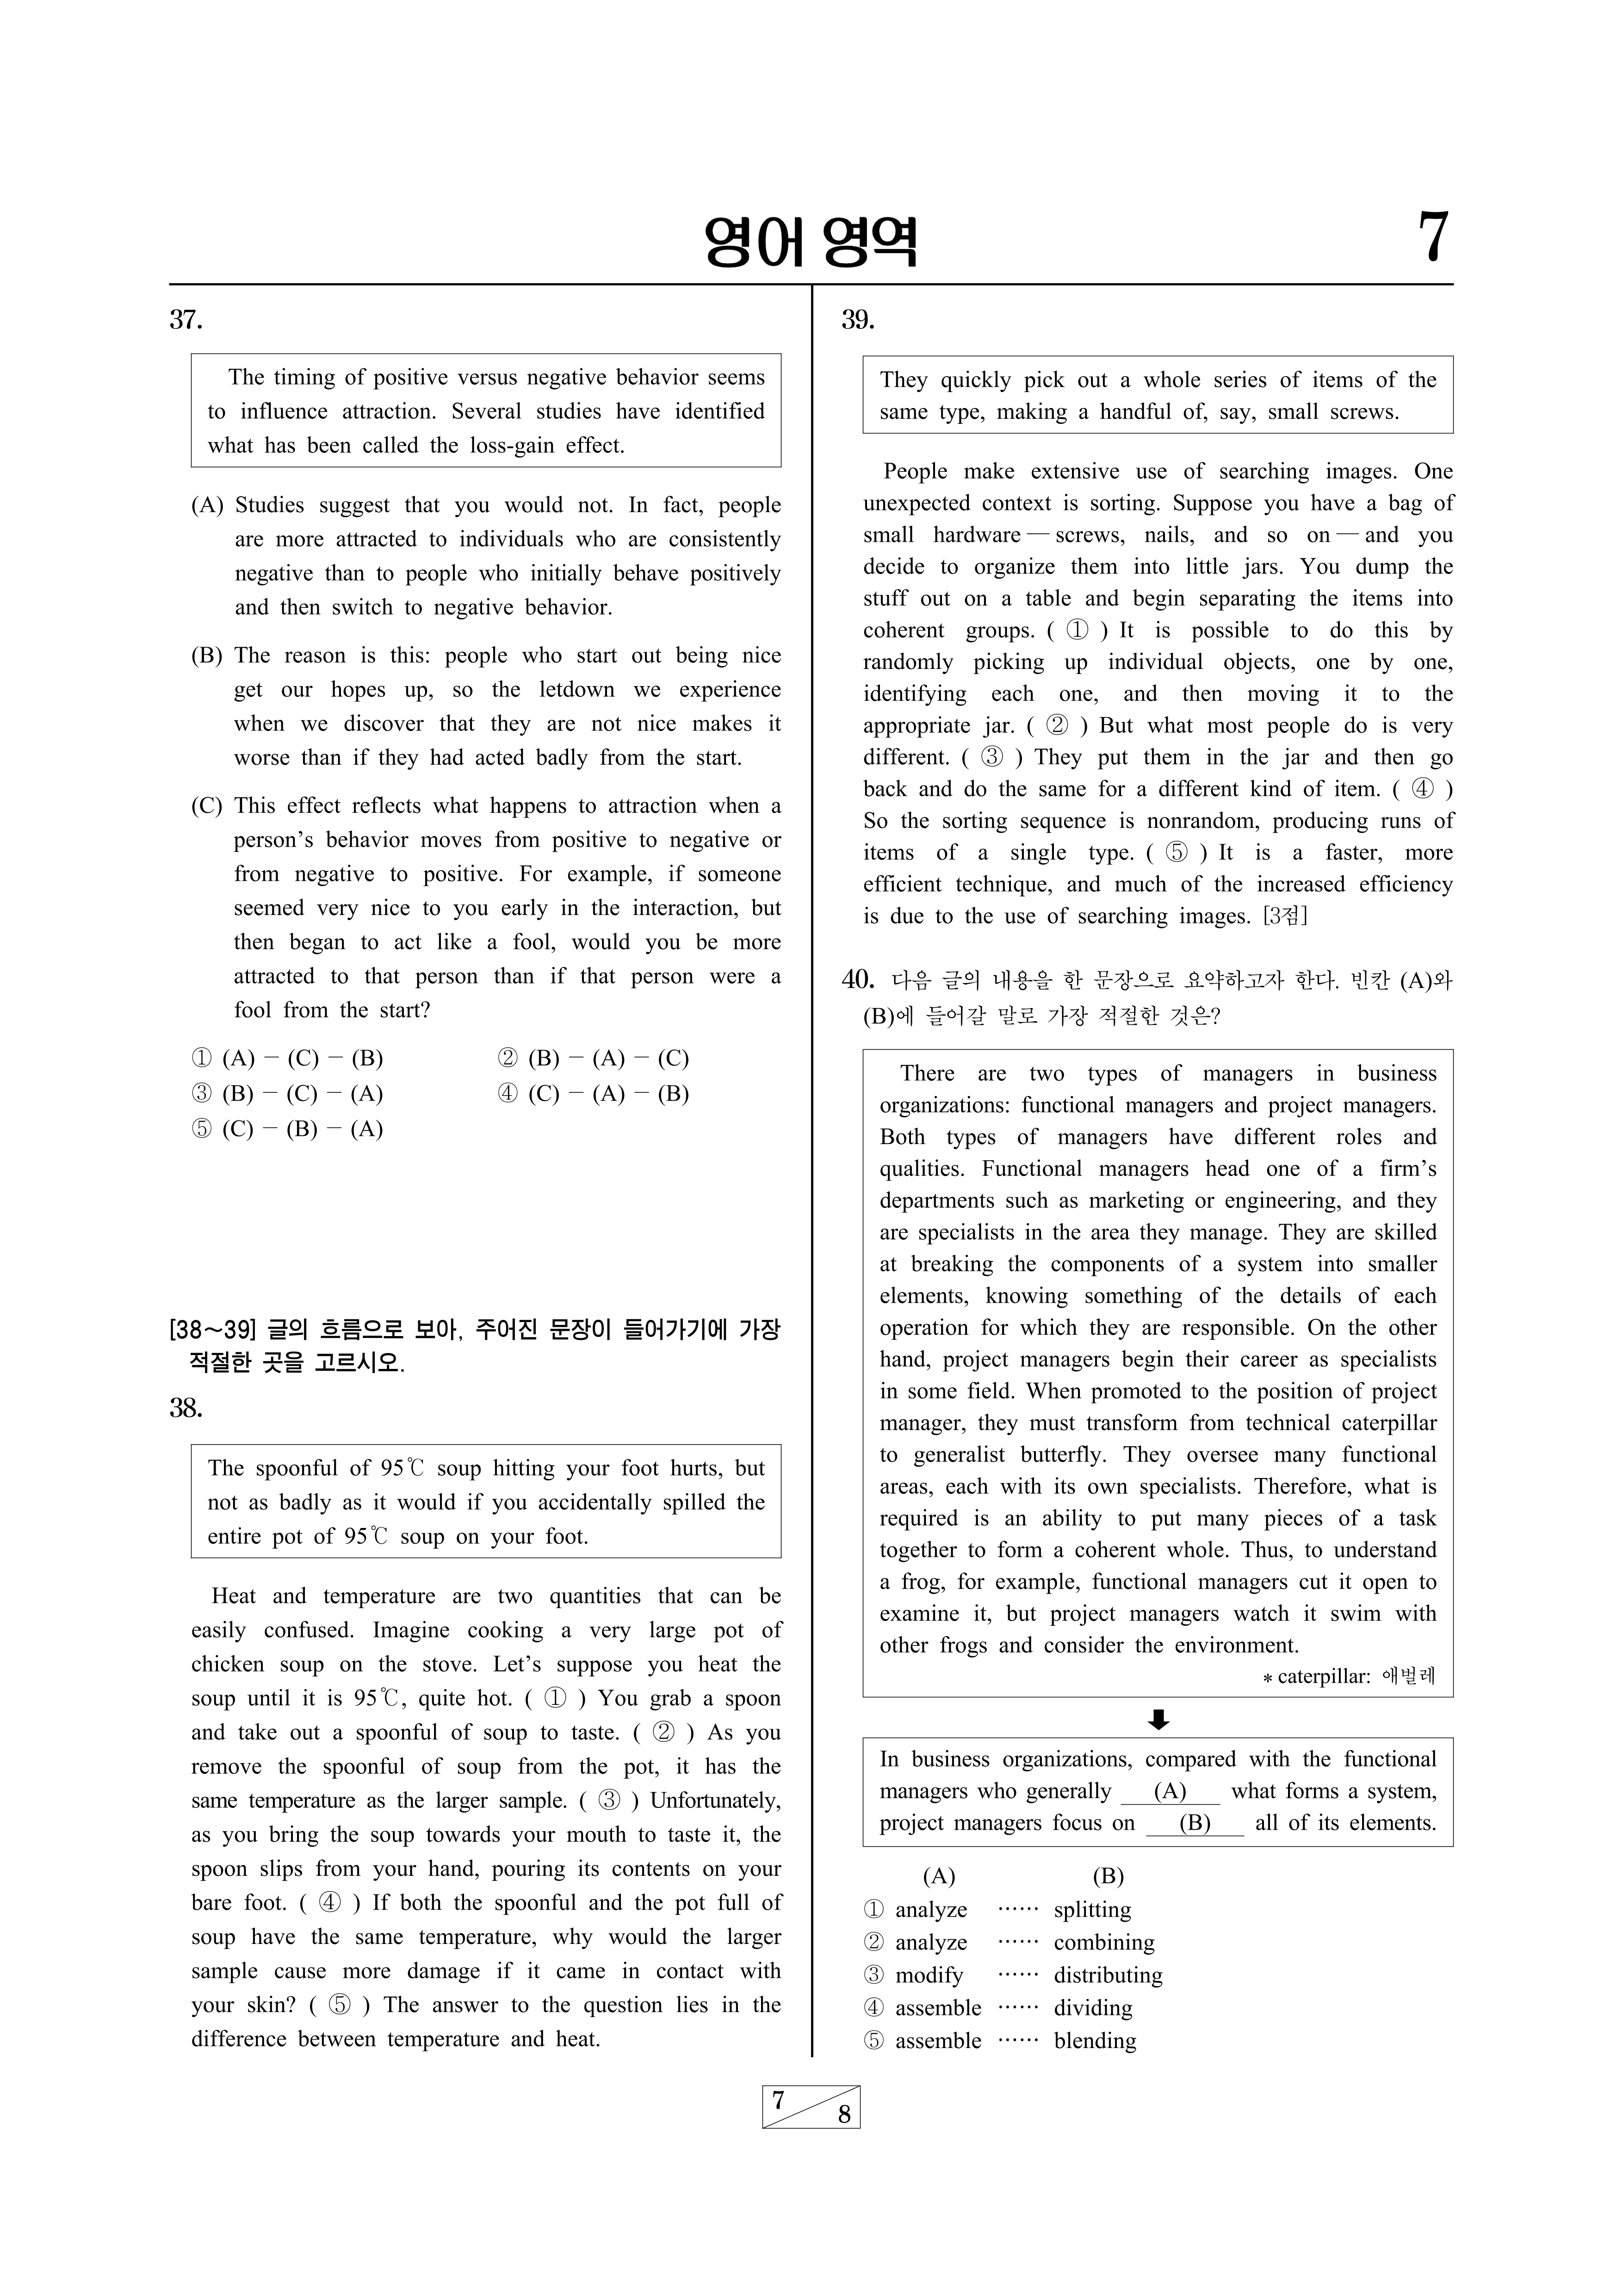 영어 영역
7
37.
The timing of positive versus negative behavior seems
to influence attraction. Several studies have identified
what has been called the loss-gain effect.
(A) Studies suggest that you would not. In fact, people
are more attracted to individuals who are consistently
negative than to people who initially behave positively
and then switch to negative behavior.
(B) The reason is this: people who start out being nice
get our hopes up, so the letdown we experience
when we discover that they are not nice makes it
worse than if they had acted badly from the start.
(C) This effect reflects what happens to attraction when a
person's behavior moves from positive to negative or
from negative to positive. For example, if someone
seemed very nice to you early in the interaction, but
then began to act like a fool, would you be more
attracted to that person than if that person were a
fool from the start?
① (A) － (C) － (B) ② (B) － (A) － (C)
③ (B) － (C) － (A) ④ (C) － (A) － (B)
⑤ (C) － (B) － (A)
[38～39] 글의 흐름으로 보아, 주어진 문장이 들어가기에 가장
적절한 곳을 고르시오.
38.
The spoonful of 95℃ soup hitting your foot hurts, but
not as badly as it would if you accidentally spilled the
entire pot of 95℃ soup on your foot.
Heat and temperature are two quantities that can be
easily confused. Imagine cooking a very large pot of
chicken soup on the stove. Let's suppose you heat the
soup until it is 95℃, quite hot. ( ① ) You grab a spoon
and take out a spoonful of soup to taste. ( ② ) As you
remove the spoonful of soup from the pot, it has the
same temperature as the larger sample. ( ③ ) Unfortunately,
as you bring the soup towards your mouth to taste it, the
spoon slips from your hand, pouring its contents on your
bare foot. ( ④ ) If both the spoonful and the pot full of
soup have the same temperature, why would the larger
sample cause more damage if it came in contact with
your skin? ( ⑤ ) The answer to the question lies in the
difference between temperature and heat.
39.
They quickly pick out a whole series of items of the
same type, making a handful of, say, small screws.
People make extensive use of searching images. One
unexpected context is sorting. Suppose you have a bag of
small hardware — screws, nails, and so on — and you
decide to organize them into little jars. You dump the
stuff out on a table and begin separating the items into
coherent groups. ( ① ) It is possible to do this by
randomly picking up individual objects, one by one,
identifying each one, and then moving it to the
appropriate jar. ( ② ) But what most people do is very
different. ( ③ ) They put them in the jar and then go
back and do the same for a different kind of item. ( ④ )
So the sorting sequence is nonrandom, producing runs of
items of a single type. ( ⑤ ) It is a faster, more
efficient technique, and much of the increased efficiency
is due to the use of searching images. [3점]
40. 다음 글의 내용을 한 문장으로 요약하고자 한다. 빈칸 (A)와
(B)에 들어갈 말로 가장 적절한 것은?
There are two types of managers in business
organizations: functional managers and project managers.
Both types of managers have different roles and
qualities. Functional managers head one of a firm's
departments such as marketing or engineering, and they
are specialists in the area they manage. They are skilled
at breaking the components of a system into smaller
elements, knowing something of the details of each
operation for which they are responsible. On the other
hand, project managers begin their career as specialists
in some field. When promoted to the position of project
manager, they must transform from technical caterpillar
to generalist butterfly. They oversee many functional
areas, each with its own specialists. Therefore, what is
required is an ability to put many pieces of a task
together to form a coherent whole. Thus, to understand
a frog, for example, functional managers cut it open to
examine it, but project managers watch it swim with
other frogs and consider the environment.
* caterpillar: 애벌레
In business organizations, compared with the functional
managers who generally (A) what forms a system,
project managers focus on (B) all of its elements.
(A) (B)
① analyze …… splitting
② analyze …… combining
③ modify …… distributing
④ assemble …… dividing
⑤ assemble …… blending
7
8